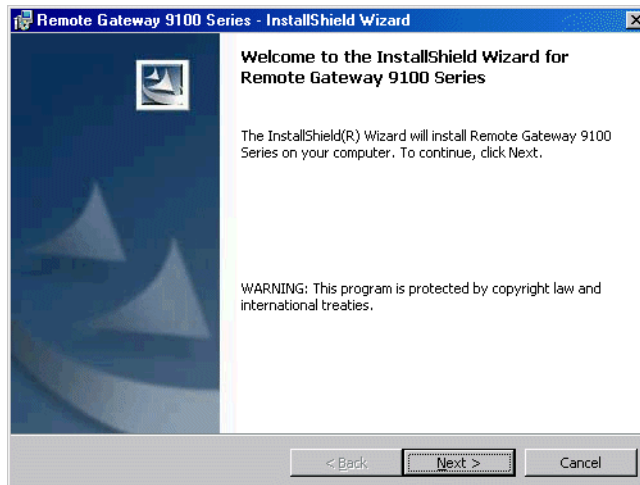 Remote Gateway 9100 Series - InstallShield Wizard
Welcome to the InstallShield Wizard for
Remote Gateway 9100 Series
The InstallShield(R) Wizard will install Remote Gateway 9100
Series on your computer. To continue, click Next.
WARNING: This program is protected by copyright law and
international treaties.
< Back
Next >
Cancel